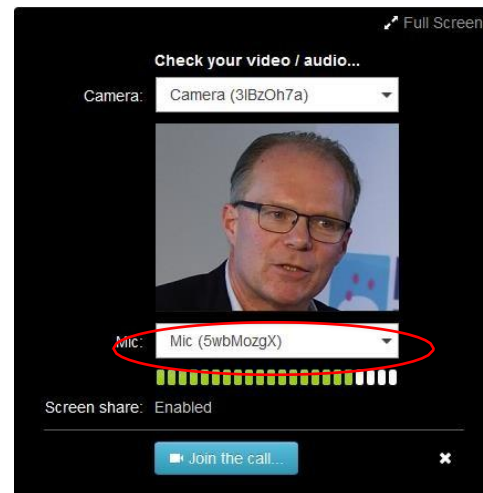 Full Screen
Check your video / audio...
Camera: Camera (3lBzOh7a)
Mic: Mic (5wbMozgX)
Screen share: Enabled
Join the call...